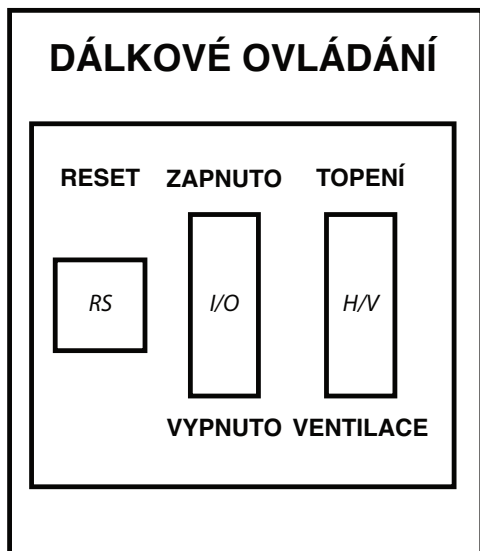 DÁLKOVÉ OVLÁDÁNÍ
RESET ZAPNUTO TOPENÍ
RS I/O H/V
VYPNUTO VENTILACE